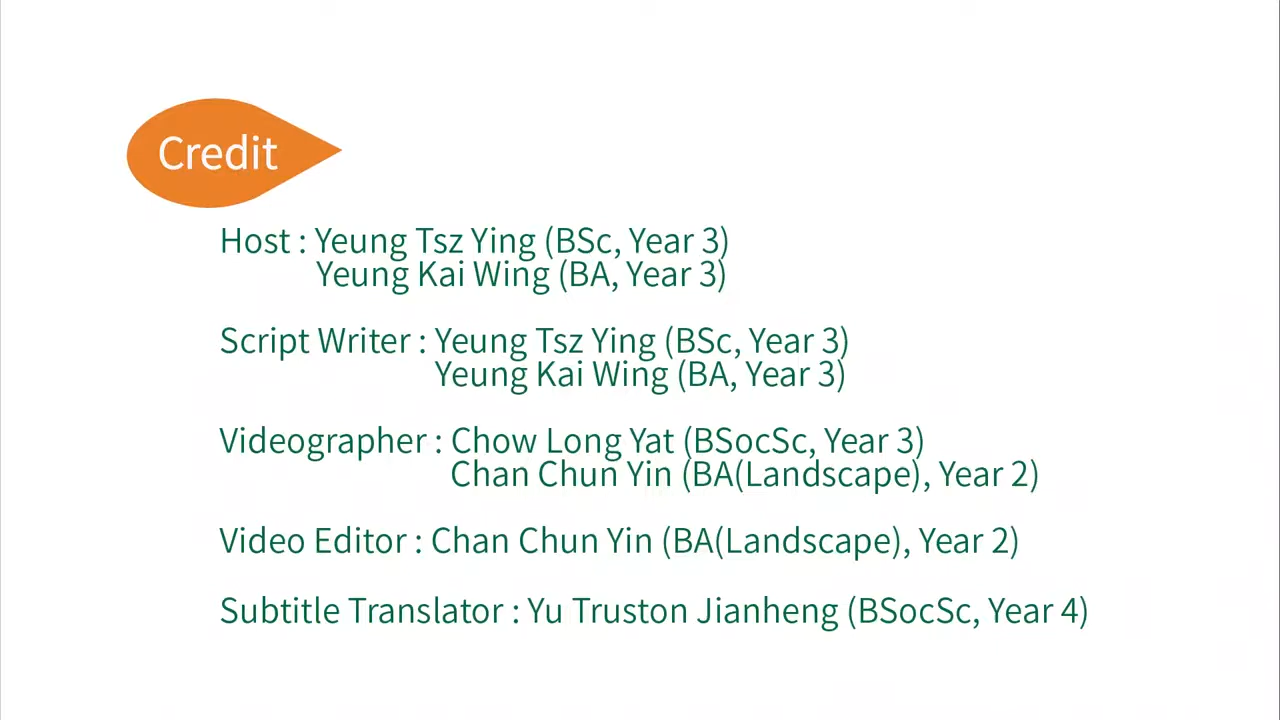 Credit
Host : Yeung Tsz Ying (BSc, Year 3)
Yeung Kai Wing (BA, Year 3)
Script Writer : Yeung Tsz Ying (BSc, Year 3)
Yeung Kai Wing (BA, Year 3)
Videographer : Chow Long Yat (BSocSc, Year 3)
Chan Chun Yin (BA(Landscape), Year 2)
Video Editor : Chan Chun Yin (BA(Landscape), Year 2)
Subtitle Translator : Yu Truston Jianheng (BSocSc, Year 4)